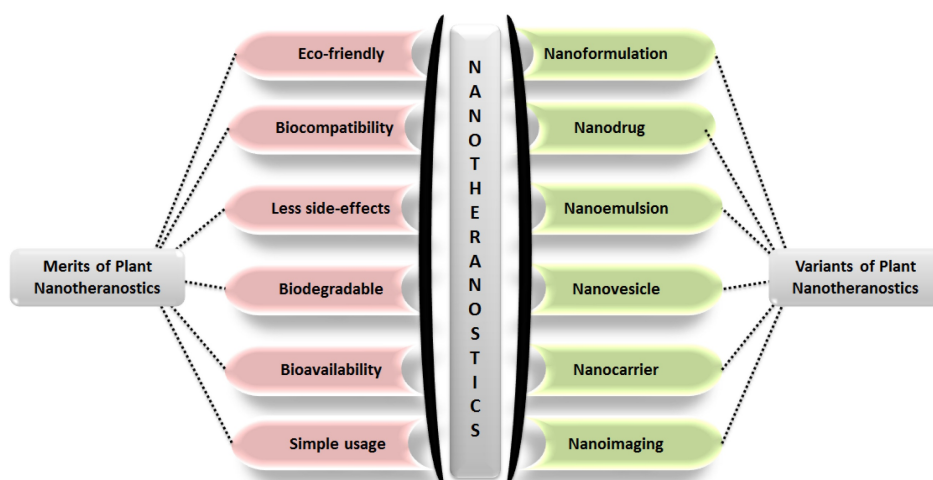 Merits of Plant
Nanotheranostics
Eco-friendly
Biocompatibility
Less side-effects
Biodegradable
Bioavailability
Simple usage
N
A
N
O
T
H
E
R
A
N
O
S
T
I
C
S
Nanoformulation
Nanodrug
Nanoemulsion
Nanovesicle
Nanocarrier
Nanoimaging
Variants of Plant
Nanotheranostics